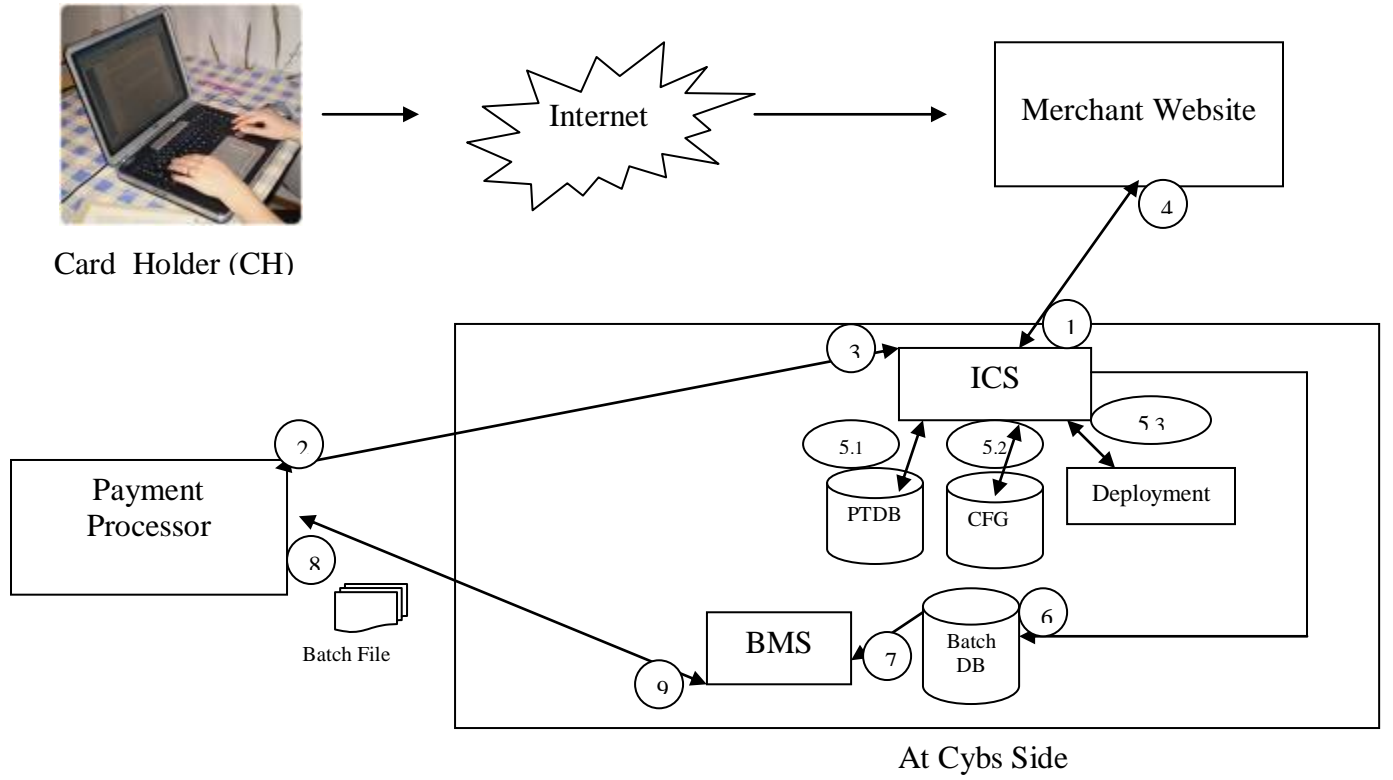 Internet
Merchant Website
4
Card Holder (CH)
1
3
ICS
5.3
2
5.1
5.2
Payment
Processor
Deployment
PTDB
CFG
8
Batch File
BMS
Batch
DB
6
7
9
At Cybs Side